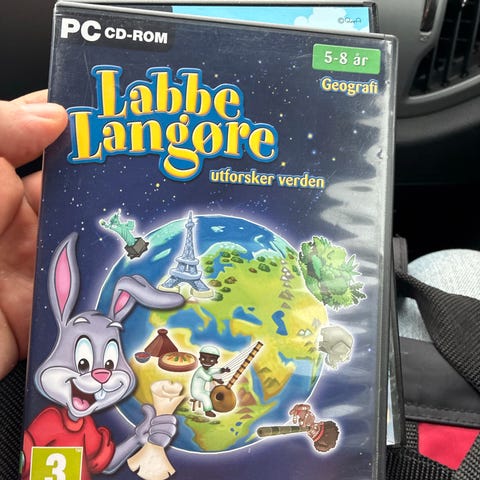 PC CD-ROM
5-8 år
Geografi
Labbe
Langøre
utforsker verden
3